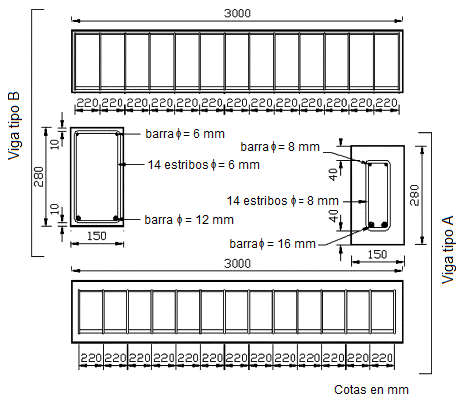 3000
220 220 220 220 220 220 220 220 220 220 220 220 220
Viga tipo B
10
280
10
150
barra ϕ = 6 mm
14 estribos ϕ = 6 mm
barra ϕ = 12 mm
barra ϕ = 8 mm
40
14 estribos ϕ = 8 mm
40
barra ϕ = 16 mm
280
150
Viga tipo A
3000
220 220 220 220 220 220 220 220 220 220 220 220 220
Cotas en mm